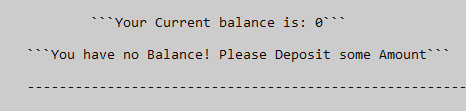 ```Your Current balance is: 0```
```You have no Balance! Please Deposit some Amount```
-------------------------------------------------------